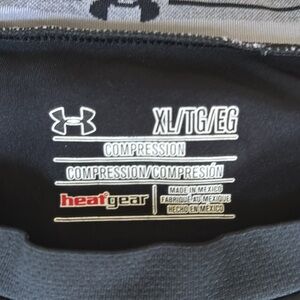 XL/TG/EG
COMPRESSION
COMPRESSION/COMPRESIÓN
heatgear
MADE IN MEXICO
FABRIQUÉ AU MEXIQUE
HECHO EN MÉXICO